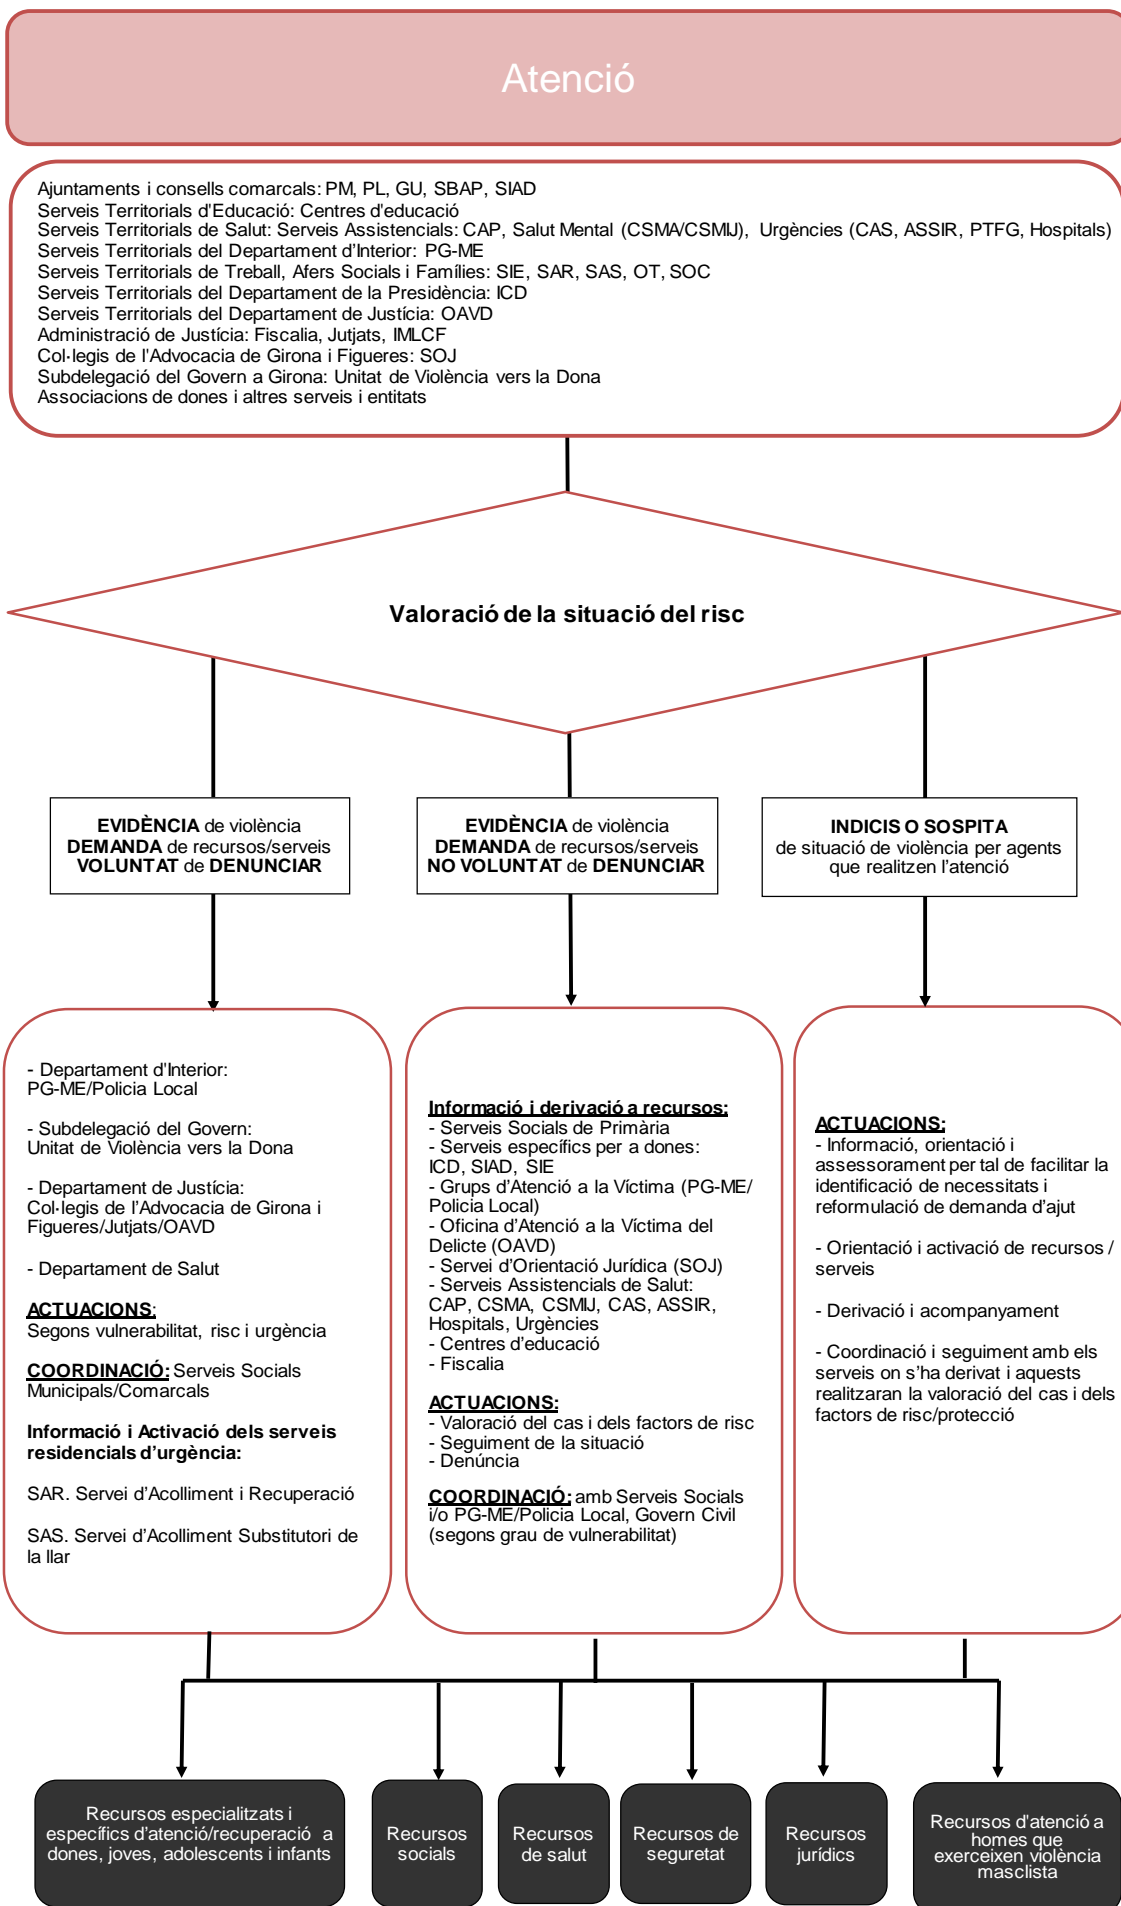 Atenció
Ajuntaments i consells comarcals: PM, PL, GU, SBAP, SIAD
Serveis Territorials d'Educació: Centres d'educació
Serveis Territorials de Salut: Serveis Assistencials: CAP, Salut Mental (CSMA/CSMIJ), Urgències (CAS, ASSIR, PTFG, Hospitals)
Serveis Territorials del Departament d'Interior: PG-ME
Serveis Territorials de Treball, Afers Socials i Famílies: SIE, SAR, SAS, OT, SOC
Serveis Territorials del Departament de la Presidència: ICD
Serveis Territorials del Departament de Justícia: OAVD
Administració de Justícia: Fiscalia, Jutjats, IMLCF
Col·legis de l'Advocacia de Girona i Figueres: SOJ
Subdelegació del Govern a Girona: Unitat de Violència vers la Dona
Associacions de dones i altres serveis i entitats
Valoració de la situació del risc
EVIDÈNCIA de violència
DEMANDA de recursos/serveis
VOLUNTAT de DENUNCIAR
EVIDÈNCIA de violència
DEMANDA de recursos/serveis
NO VOLUNTAT de DENUNCIAR
INDICIS O SOSPITA
de situació de violència per agents
que realitzen l'atenció
- Departament d'Interior:
PG-ME/Policia Local
- Subdelegació del Govern:
Unitat de Violència vers la Dona
- Departament de Justícia:
Col·legis de l'Advocacia de Girona i
Figueres/Jutjats/OAVD
- Departament de Salut
ACTUACIONS:
Segons vulnerabilitat, risc i urgència
COORDINACIÓ: Serveis Socials
Municipals/Comarcals
Informació i Activació dels serveis
residencials d'urgència:
SAR. Servei d'Acolliment i Recuperació
SAS. Servei d'Acolliment Substitutori de
la llar
Informació i derivació a recursos:
- Serveis Socials de Primària
- Serveis específics per a dones:
ICD, SIAD, SIE
- Grups d'Atenció a la Víctima (PG-ME/
Policia Local)
- Oficina d'Atenció a la Víctima del
Delicte (OAVD)
- Servei d'Orientació Jurídica (SOJ)
- Serveis Assistencials de Salut:
CAP, CSMA, CSMIJ, CAS, ASSIR,
Hospitals, Urgències
- Centres d'educació
- Fiscalia
ACTUACIONS:
- Valoració del cas i dels factors de risc
- Seguiment de la situació
- Denúncia
COORDINACIÓ: amb Serveis Socials
i/o PG-ME/Policia Local, Govern Civil
(segons grau de vulnerabilitat)
ACTUACIONS:
- Informació, orientació i
assessorament per tal de facilitar la
identificació de necessitats i
reformulació de demanda d'ajut
- Orientació i activació de recursos /
serveis
- Derivació i acompanyament
- Coordinació i seguiment amb els
serveis on s'ha derivat i aquests
realitzaran la valoració del cas i dels
factors de risc/protecció
Recursos especialitzats i
específics d'atenció/recuperació a
dones, joves, adolescents i infants
Recursos
socials
Recursos
de salut
Recursos de
seguretat
Recursos
jurídics
Recursos d'atenció a
homes que
exerceixen violència
masclista